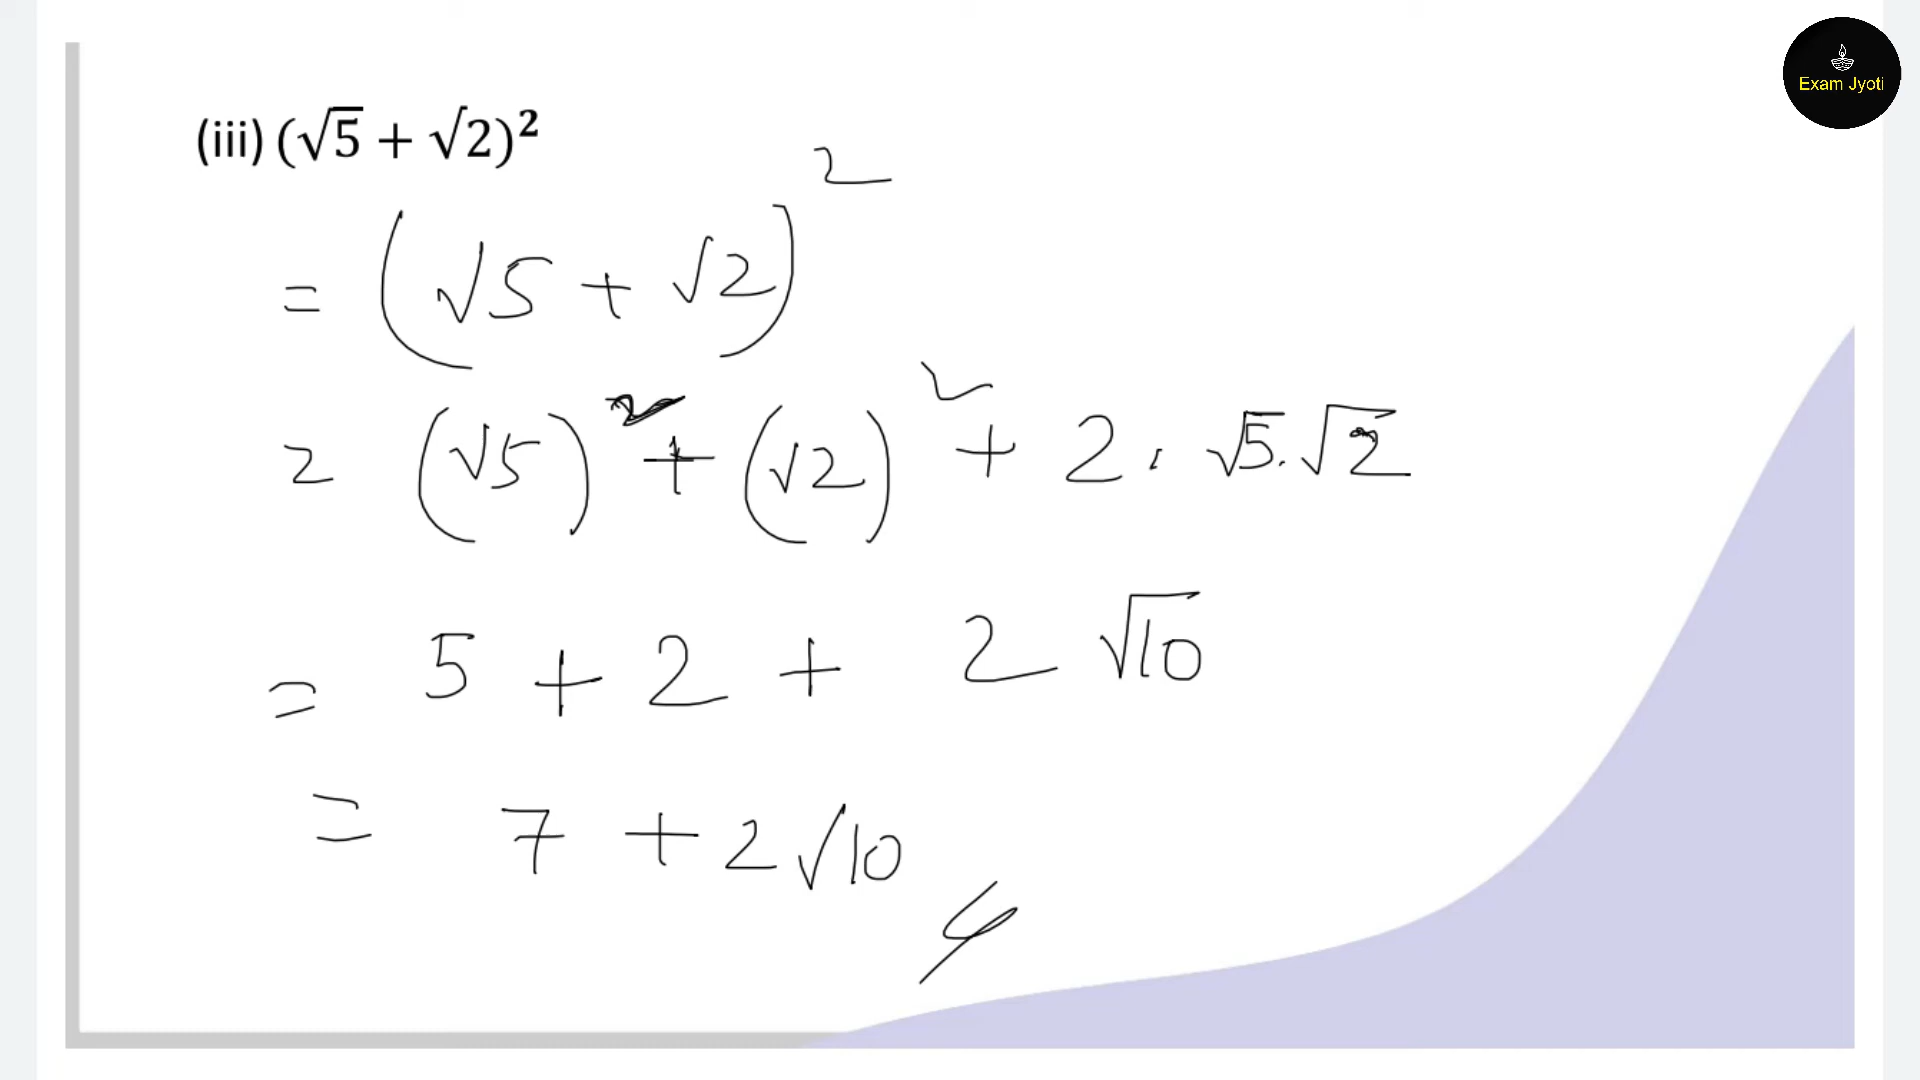 Exam Jyoti
(iii) (√5 + √2)²
= (√5 + √2)²
= (√5)² + (√2)² + 2 . √5 . √2
= 5 + 2 + 2 √10
= 7 + 2√10